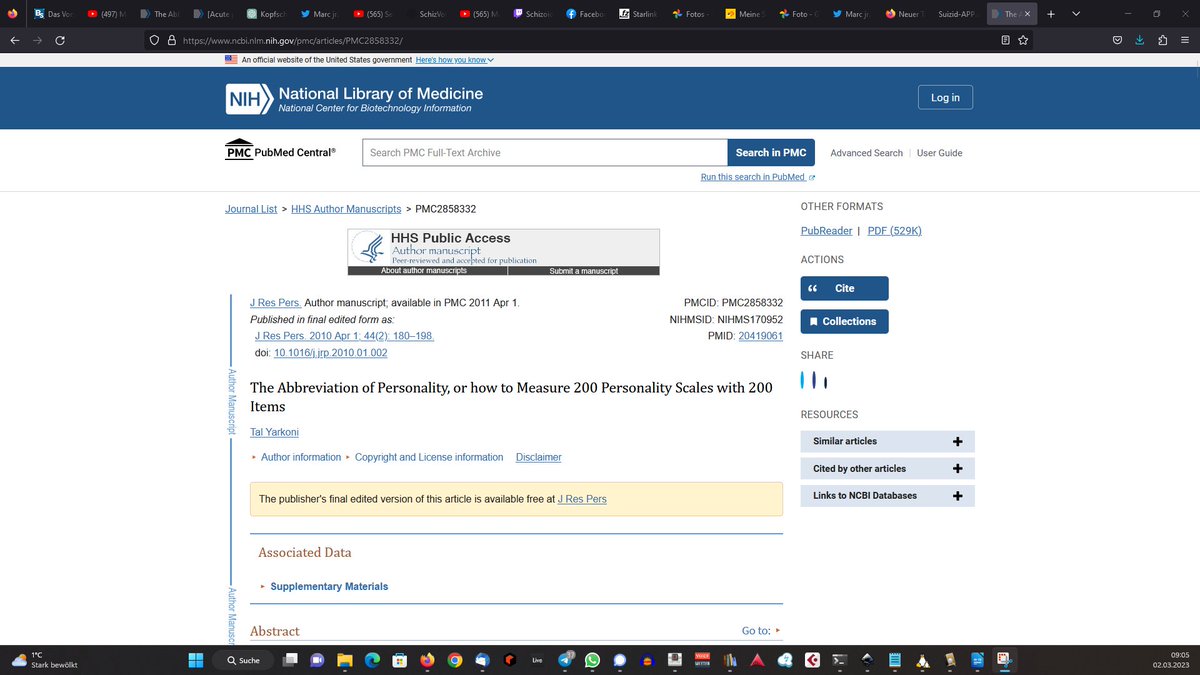 Das Vo
(497) M
The Abl
[Acute
Kopfsch
Marc jr
(565) S
SchizVo
(565) M
Schizoi
Facebo
Starlink
Fotos -
Meine S
Foto - G
Marc jr
Neuer T
Suizid-APP
The A
https://www.ncbi.nlm.nih.gov/pmc/articles/PMC2858332/
An official website of the United States government Here's how you know
NIH National Library of Medicine
National Center for Biotechnology Information
Log in
PMC PubMed Central®
Search PMC Full-Text Archive
Search in PMC
Advanced Search | User Guide
Run this search in PubMed
Journal List > HHS Author Manuscripts > PMC2858332
HHS Public Access
Author manuscript
Peer-reviewed and accepted for publication
About author manuscripts
Submit a manuscript
J Res Pers. Author manuscript; available in PMC 2011 Apr 1.
Published in final edited form as:
J Res Pers. 2010 Apr 1; 44(2): 180–198.
doi: 10.1016/j.jrp.2010.01.002
PMCID: PMC2858332
NIHMSID: NIHMS170952
PMID: 20419061
The Abbreviation of Personality, or how to Measure 200 Personality Scales with 200
Items
Tal Yarkoni
Author information
Copyright and License information
Disclaimer
The publisher's final edited version of this article is available free at J Res Pers
Associated Data
Supplementary Materials
Abstract
Go to:
Author Manuscript
Author Manuscrip
OTHER FORMATS
PubReader | PDF (529K)
ACTIONS
Cite
Collections
SHARE
RESOURCES
Similar articles
Cited by other articles
Links to NCBI Databases
1°C
Stark bewölkt
Suche
Live
09:05
02.03.2023